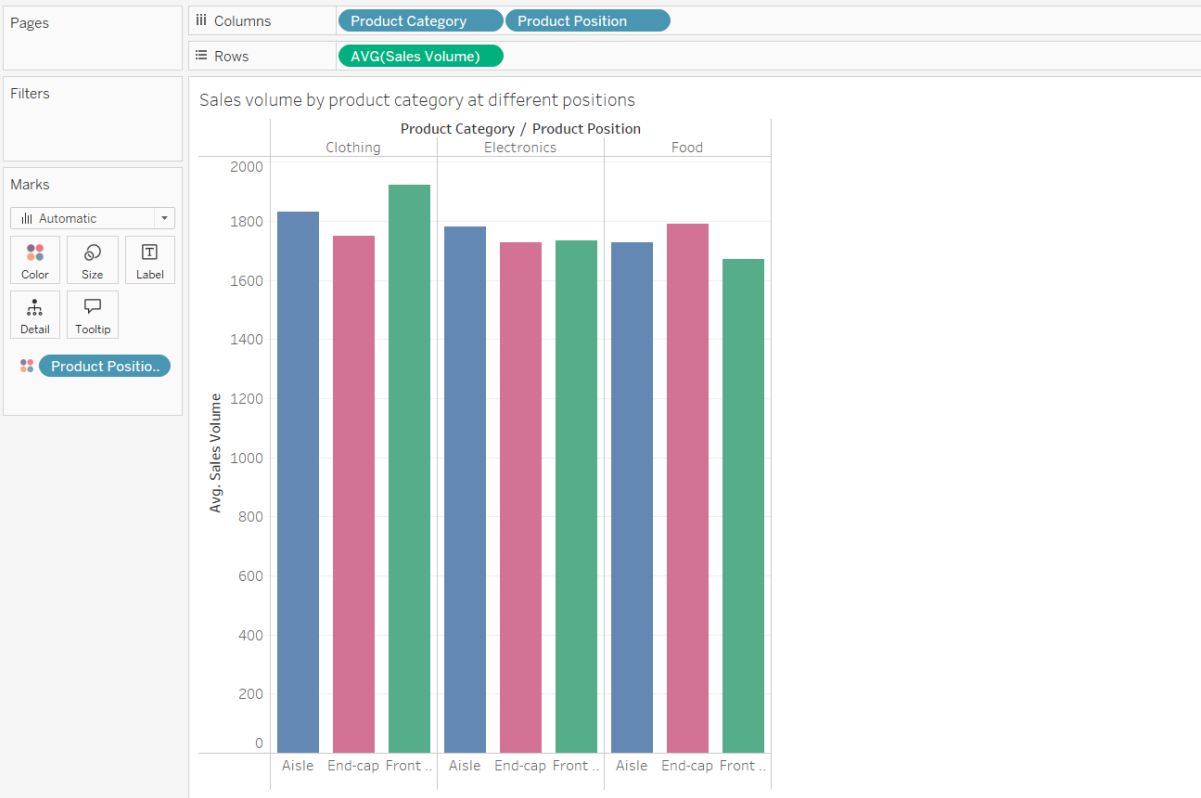 Pages
Columns Product Category Product Position
Rows AVG(Sales Volume)
Filters
Marks
Automatic
Color Size Label
Detail Tooltip
Product Positio..
Sales volume by product category at different positions
Product Category / Product Position
Clothing Electronics Food
2000
1800
1600
1400
1200
1000
800
600
400
200
0
Avg. Sales Volume
Aisle End-cap Front .. Aisle End-cap Front .. Aisle End-cap Front ..